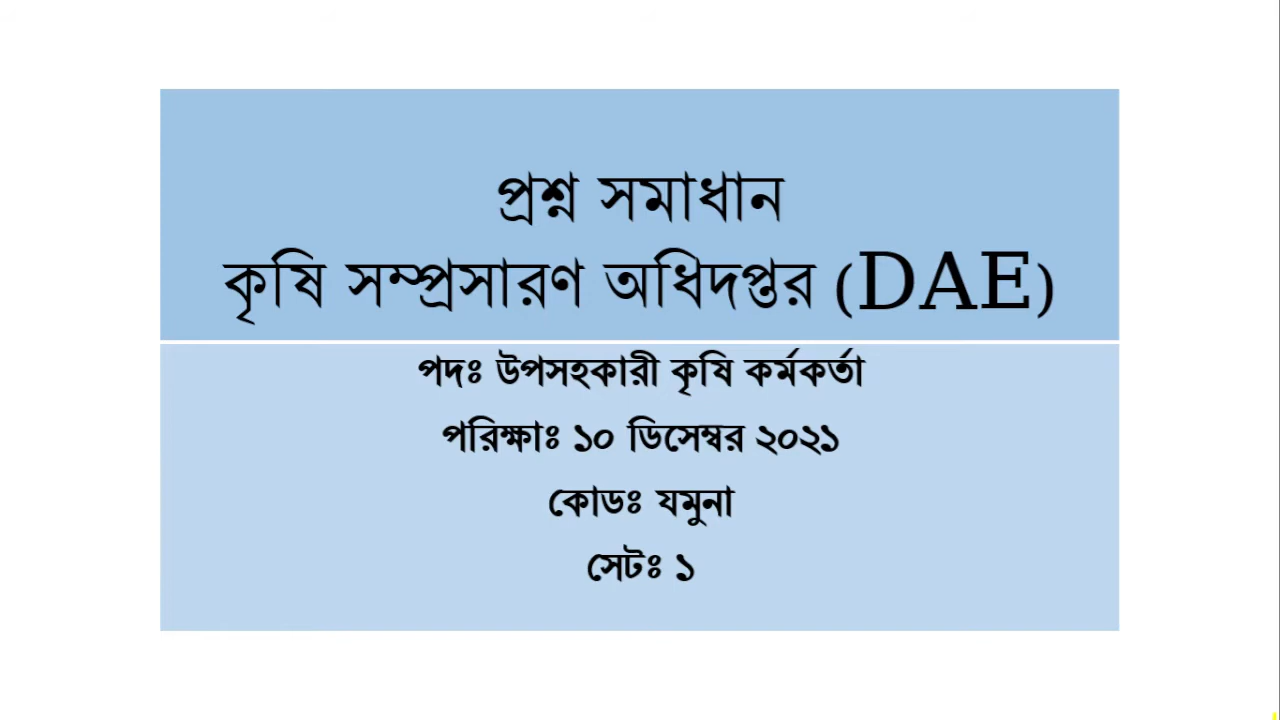 প্রশ্ন সমাধান
কৃষি সম্প্রসারণ অধিদপ্তর (DAE)
পদঃ উপসহকারী কৃষি কর্মকর্তা
পরিক্ষাঃ ১০ ডিসেম্বর ২০২১
কোডঃ যমুনা
সেটঃ ১